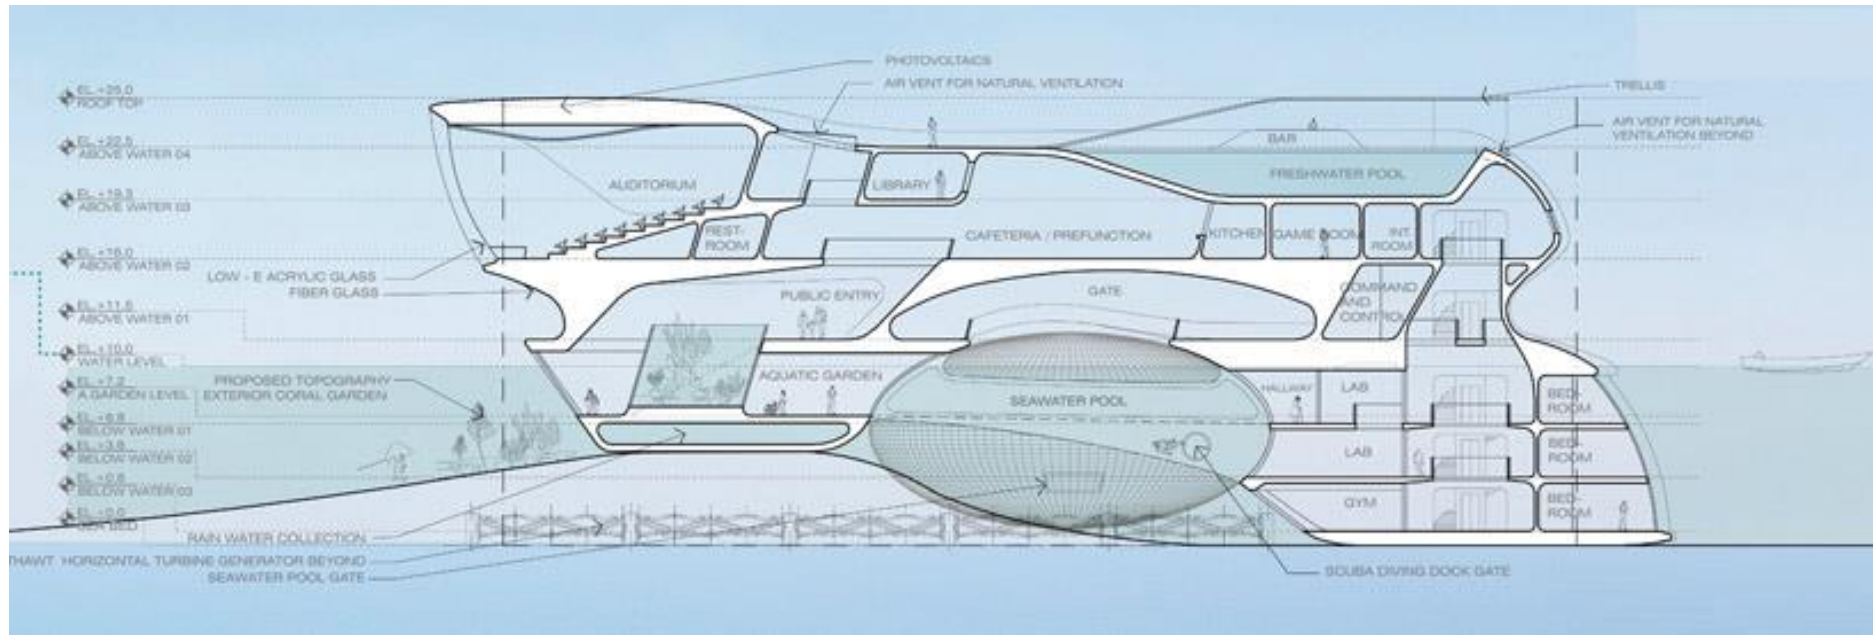 PHOTOVOLTAICS
AIR VENT FOR NATURAL VENTILATION
TRELLIS
AIR VENT FOR NATURAL
VENTILATION BEYOND
EL.+25.0
ROOF TOP
EL.+22.5
ABOVE WATER 04
EL.+19.3
ABOVE WATER 03
EL.+15.0
ABOVE WATER 02
EL.+11.5
ABOVE WATER 01
EL.+10.0
WATER LEVEL
EL.+7.2
A.GARDEN LEVEL
EL.+6.8
BELOW WATER 01
EL.+3.8
BELOW WATER 02
EL.+0.8
BELOW WATER 03
EL.+0.0
SEA BED
BAR
FRESHWATER POOL
AUDITORIUM
LIBRARY
REST-
ROOM
CAFETERIA / PREFUNCTION
KITCHEN
GAME ROOM
INT.
ROOM
LOW - E ACRYLIC GLASS
FIBER GLASS
PUBLIC ENTRY
GATE
COMMAND
AND
CONTROL
PROPOSED TOPOGRAPHY
EXTERIOR CORAL GARDEN
AQUATIC GARDEN
SEAWATER POOL
HALLWAY
LAB
BED-
ROOM
LAB
BED-
ROOM
GYM
BED-
ROOM
RAIN WATER COLLECTION
THAWT HORIZONTAL TURBINE GENERATOR BEYOND
SEAWATER POOL GATE
SCUBA DIVING DOCK GATE